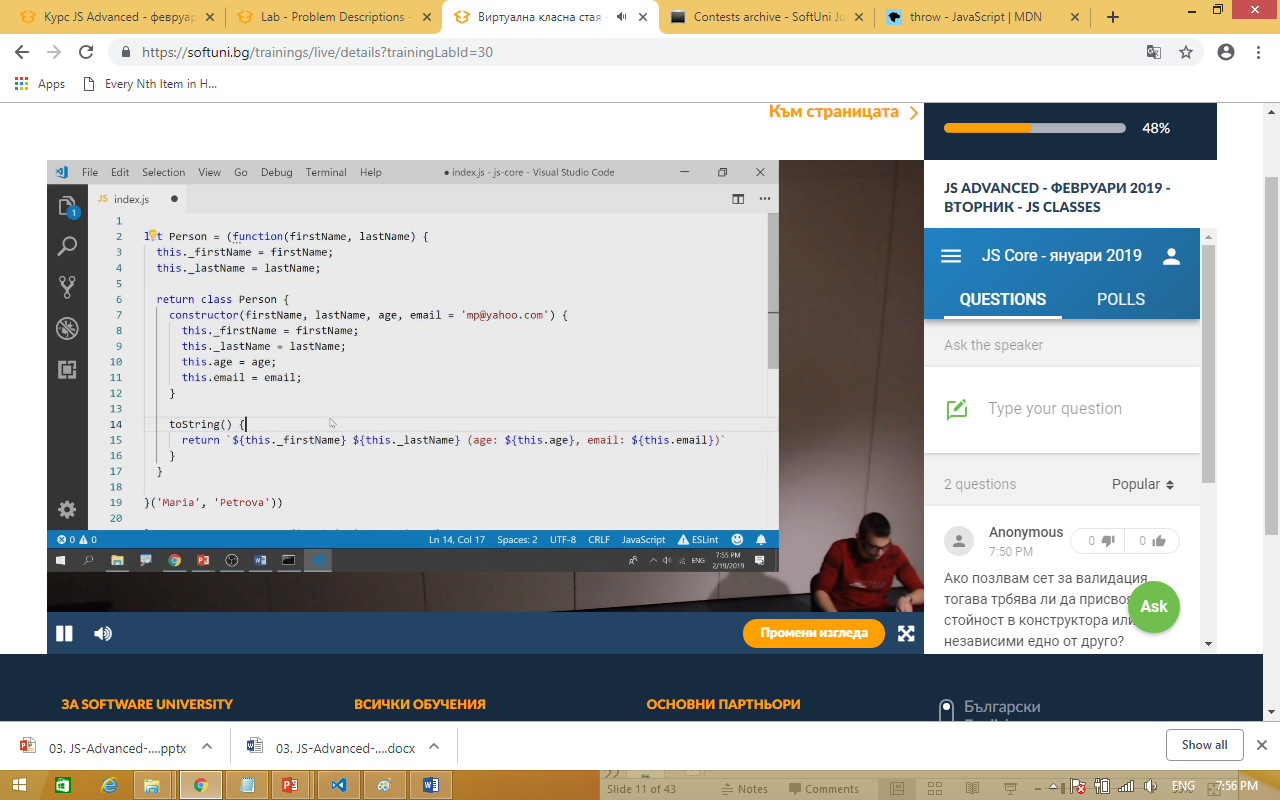 Курс JS Advanced - февруар
Lab - Problem Descriptions -
Виртуална класна стая
Contests archive - SoftUni Ju
throw - JavaScript | MDN
https://softuni.bg/trainings/live/details?trainingLabId=30
Apps
Every Nth Item in H...
Към страницата
48%
JS ADVANCED - ФЕВРУАРИ 2019 -
ВТОРНИК - JS CLASSES
File Edit Selection View Go Debug Terminal Help
● index.js - js-core - Visual Studio Code
JS index.js
1
2 let Person = (function(firstName, lastName) {
3 this._firstName = firstName;
4 this._lastName = lastName;
5
6 return class Person {
7 constructor(firstName, lastName, age, email = 'mp@yahoo.com') {
8 this._firstName = firstName;
9 this._lastName = lastName;
10 this.age = age;
11 this.email = email;
12 }
13
14 toString() {
15 return `${this._firstName} ${this._lastName} (age: ${this.age}, email: ${this.email})`
16 }
17 }
18
19 }('Maria', 'Petrova'))
20
0 0
Ln 14, Col 17 Spaces: 2 UTF-8 CRLF JavaScript ESLint
ENG
7:55 PM
2/19/2019
Промени изгледа
JS Core - януари 2019
QUESTIONS POLLS
Ask the speaker
Type your question
2 questions
Popular
Anonymous
7:50 PM
0 0
Ако позлвам сет за валидация
тогава трбява ли да присвоя
стойност в конструктора или
независими едно от друго?
Ask
ЗА SOFTWARE UNIVERSITY
ВСИЧКИ ОБУЧЕНИЯ
ОСНОВНИ ПАРТНЬОРИ
Български
03. JS-Advanced-....pptx
03. JS-Advanced-....docx
Show all
Slide 11 of 43
Notes
Comments
ENG
7:56 PM